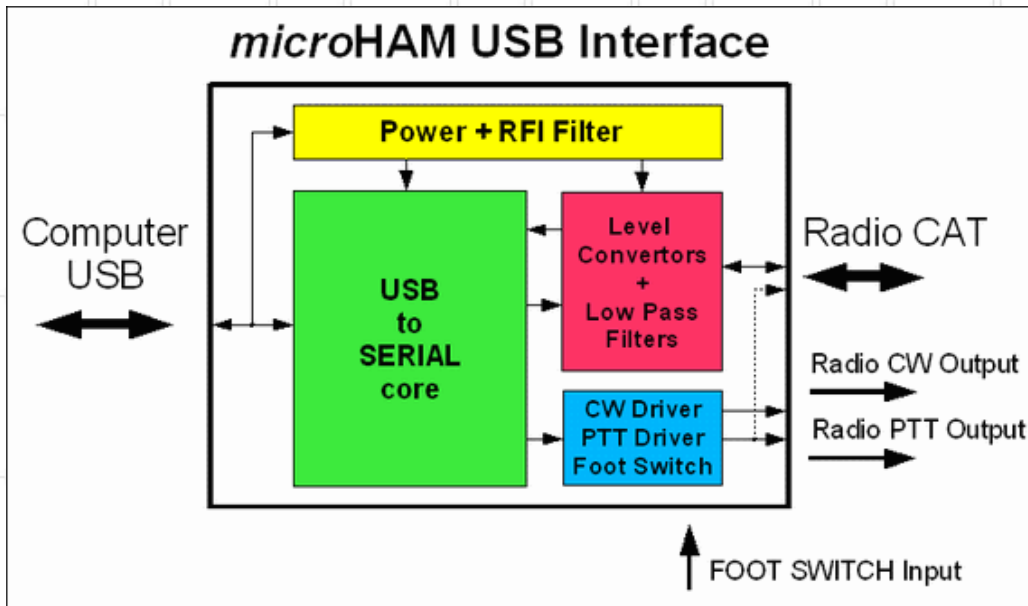 microHAM USB Interface
Power + RFI Filter
Computer
USB
USB
to
SERIAL
core
Level
Convertors
+
Low Pass
Filters
Radio CAT
CW Driver
PTT Driver
Foot Switch
Radio CW Output
Radio PTT Output
FOOT SWITCH Input